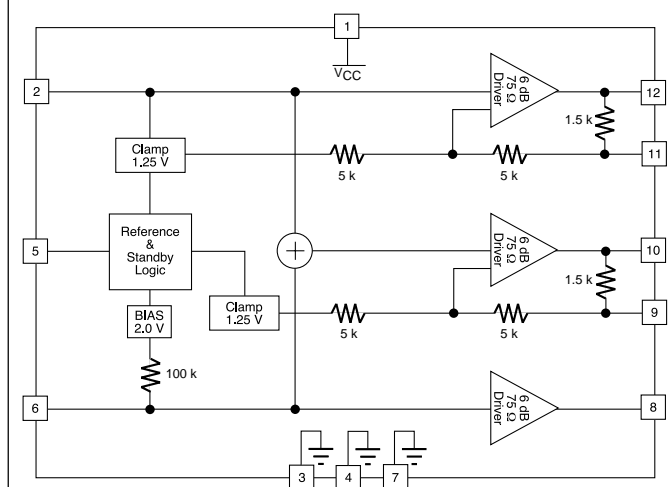 1
VCC
2
6 dB
75 Ω
Driver
12
1.5 k
Clamp
1.25 V
5 k
5 k
11
5
Reference
&
Standby
Logic
+
6 dB
75 Ω
Driver
10
1.5 k
BIAS
2.0 V
Clamp
1.25 V
5 k
5 k
9
100 k
6
6 dB
75 Ω
Driver
8
3
4
7